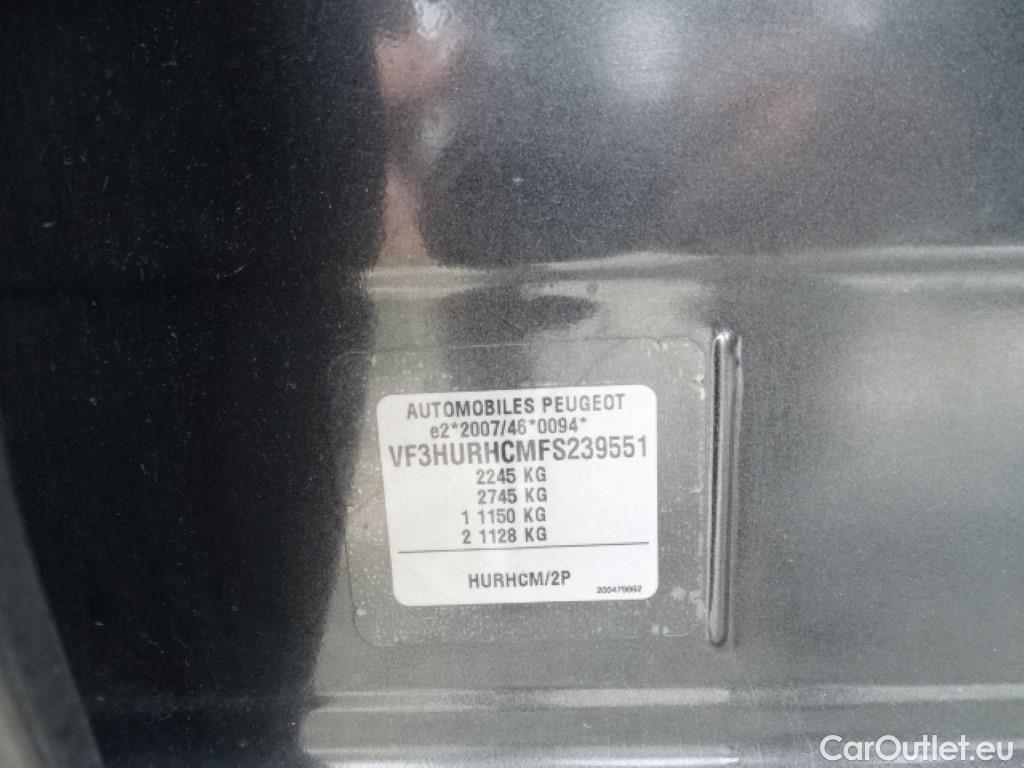 AUTOMOBILES PEUGEOT
e2*2007/46*0094*
VF3HURHCMFS239551
2245 KG
2745 KG
1 1150 KG
2 1128 KG
HURHCM/2P
200479862
CarOutlet.eu